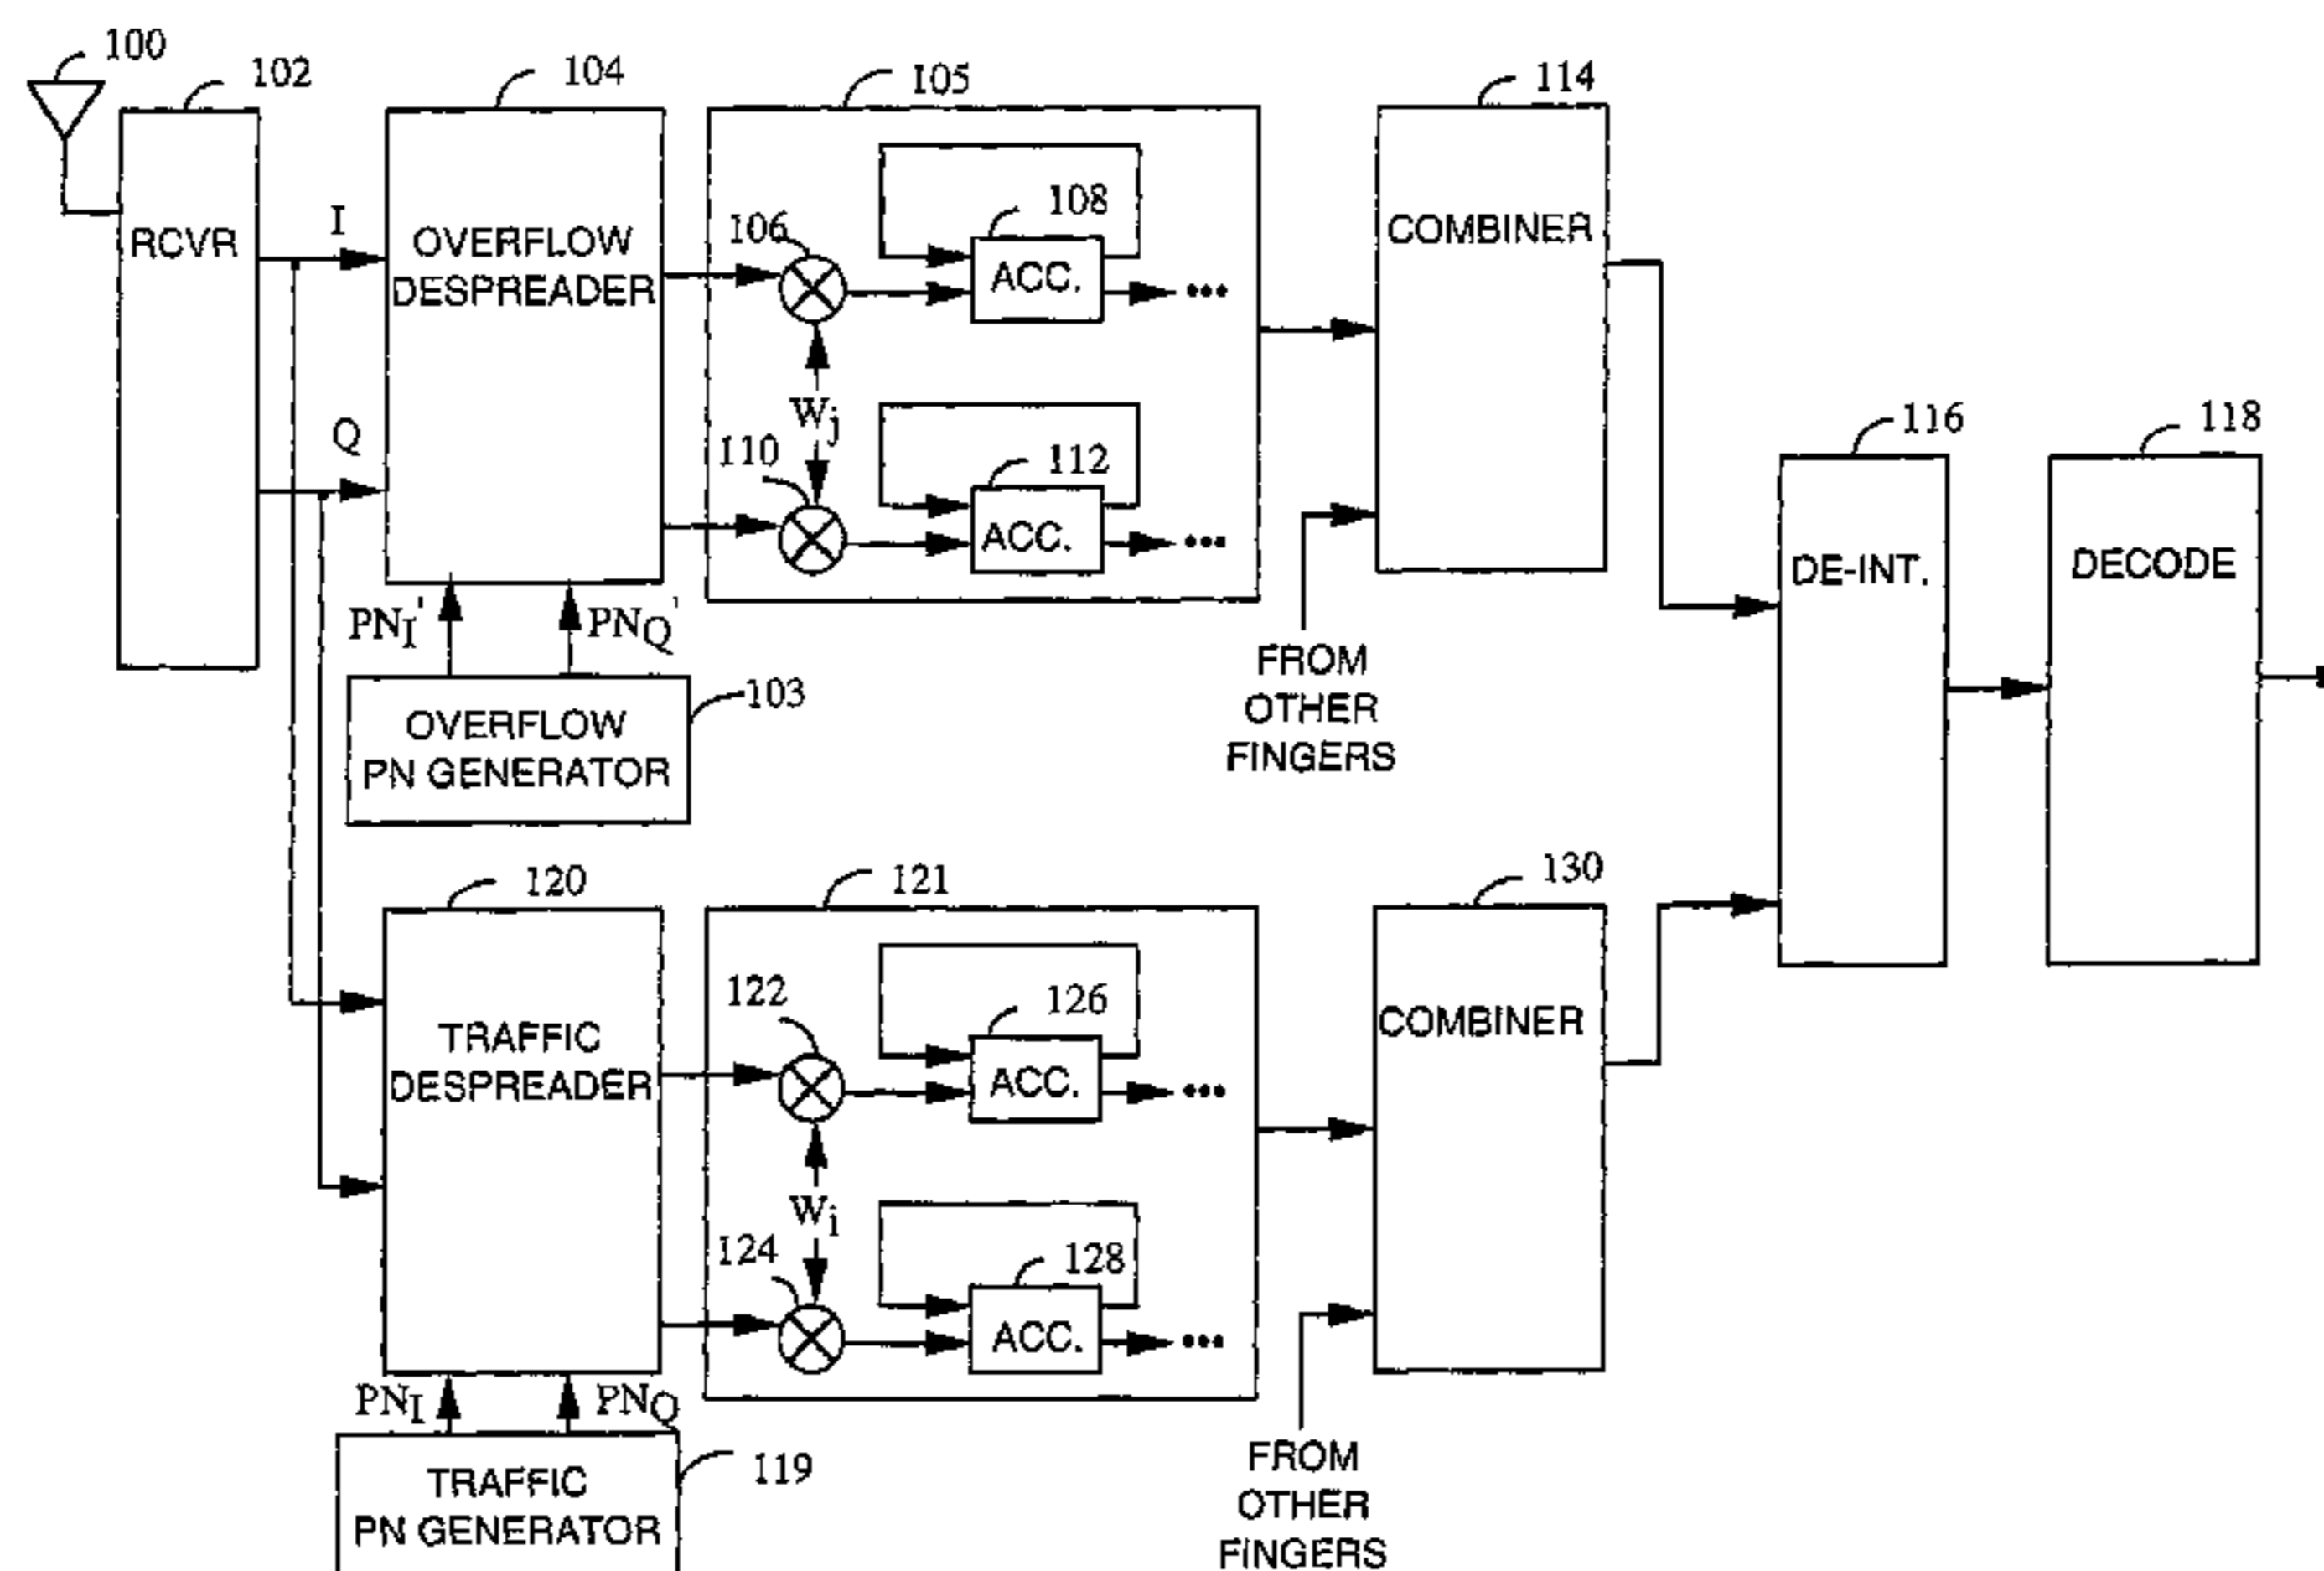 100
102
104
105
114
RCVR
I
OVERFLOW
DESPREADER
106
108
ACC.
•••
COMBINER
Q
Wj
110
112
ACC.
•••
116
118
DE-INT.
DECODE
PNI'
PNQ'
103
OVERFLOW
PN GENERATOR
FROM
OTHER
FINGERS
120
121
130
TRAFFIC
DESPREADER
122
126
ACC.
•••
COMBINER
Wi
124
128
ACC.
•••
PNI
PNQ
119
TRAFFIC
PN GENERATOR
FROM
OTHER
FINGERS